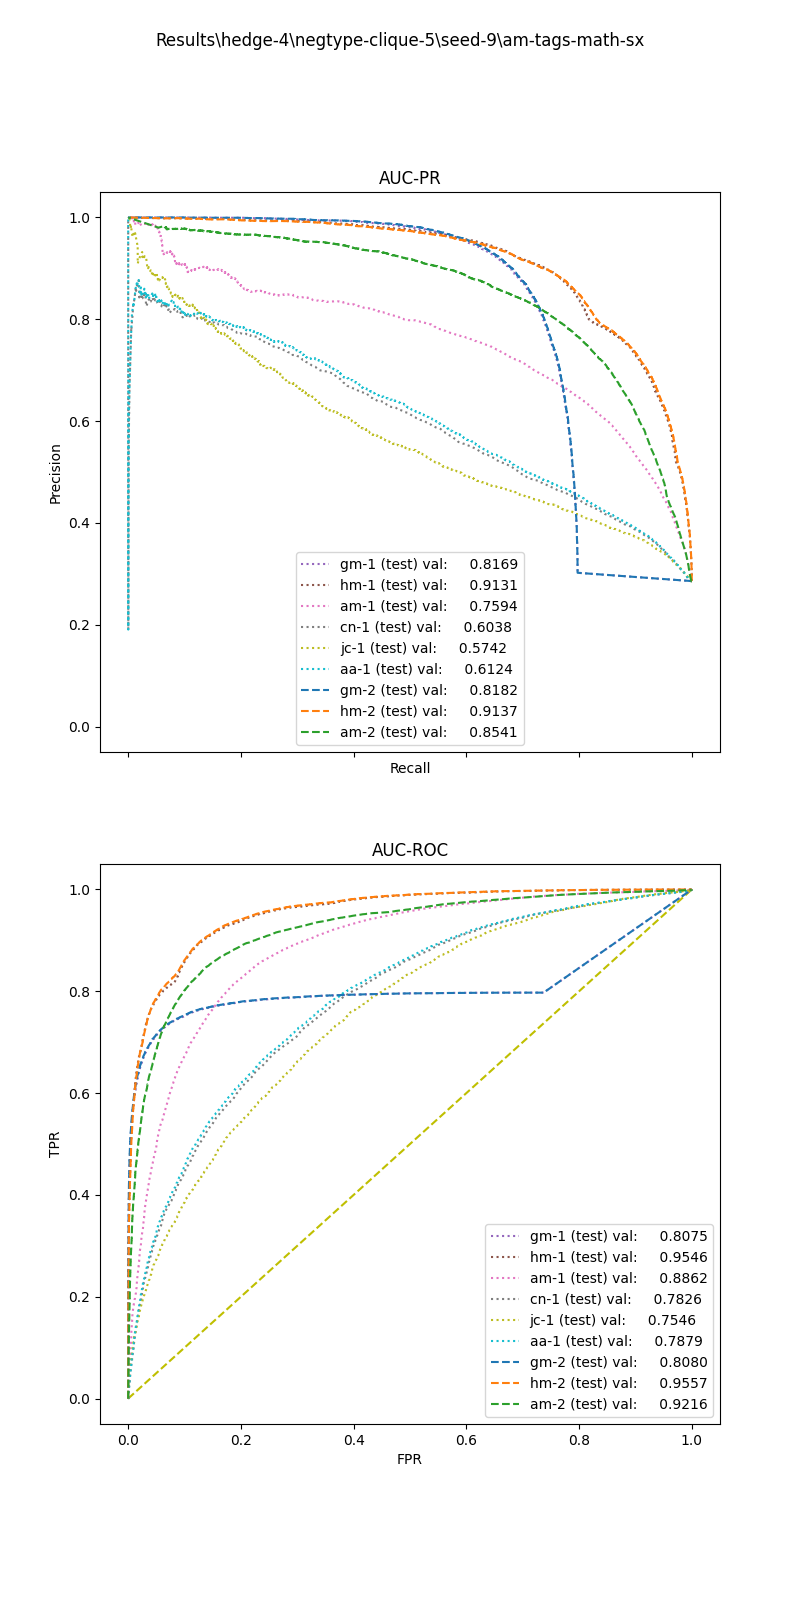 Results\hedge-4\negtype-clique-5\seed-9\am-tags-math-sx
AUC-PR
1.0
0.8
0.6
0.4
0.2
0.0
Precision
gm-1 (test) val: 0.8169
hm-1 (test) val: 0.9131
am-1 (test) val: 0.7594
cn-1 (test) val: 0.6038
jc-1 (test) val: 0.5742
aa-1 (test) val: 0.6124
gm-2 (test) val: 0.8182
hm-2 (test) val: 0.9137
am-2 (test) val: 0.8541
Recall
AUC-ROC
1.0
0.8
0.6
0.4
0.2
0.0
TPR
gm-1 (test) val: 0.8075
hm-1 (test) val: 0.9546
am-1 (test) val: 0.8862
cn-1 (test) val: 0.7826
jc-1 (test) val: 0.7546
aa-1 (test) val: 0.7879
gm-2 (test) val: 0.8080
hm-2 (test) val: 0.9557
am-2 (test) val: 0.9216
0.0 0.2 0.4 0.6 0.8 1.0
FPR